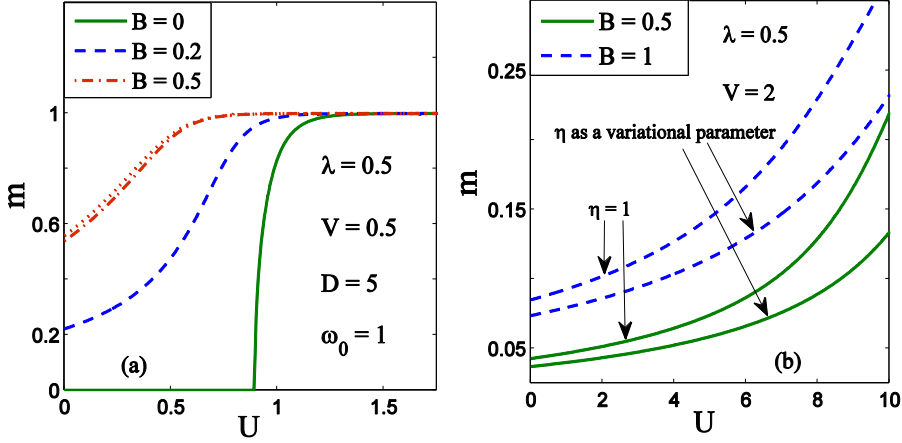 B = 0
B = 0.2
B = 0.5
1
0.6
0.2
0
m
λ = 0.5
V = 0.5
D = 5
ω₀ = 1
(a)
0
0.5
1
1.5
U
B = 0.5
B = 1
λ = 0.5
V = 2
η as a variational parameter
η = 1
0.25
0.15
0.05
m
(b)
0
2
4
6
8
10
U